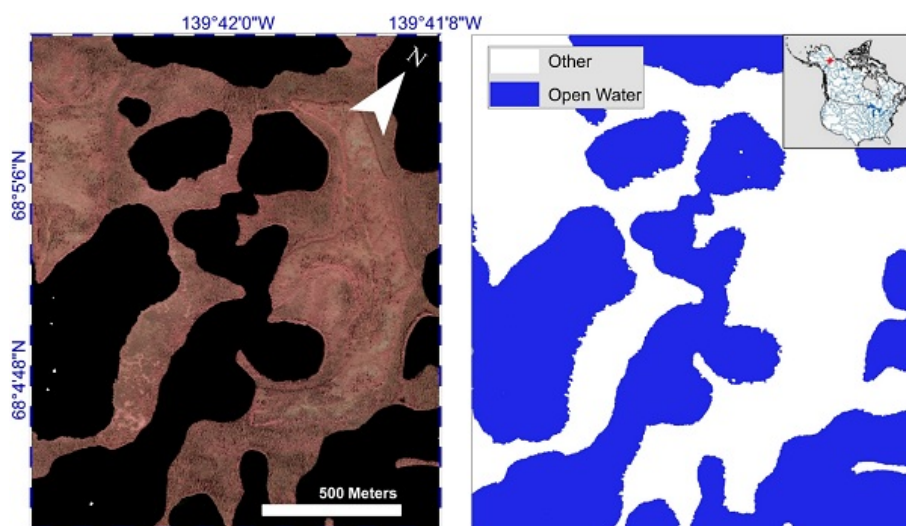 139°42'0"W
139°41'8"W
N
68°5'6"N
68°4'48"N
500 Meters
Other
Open Water